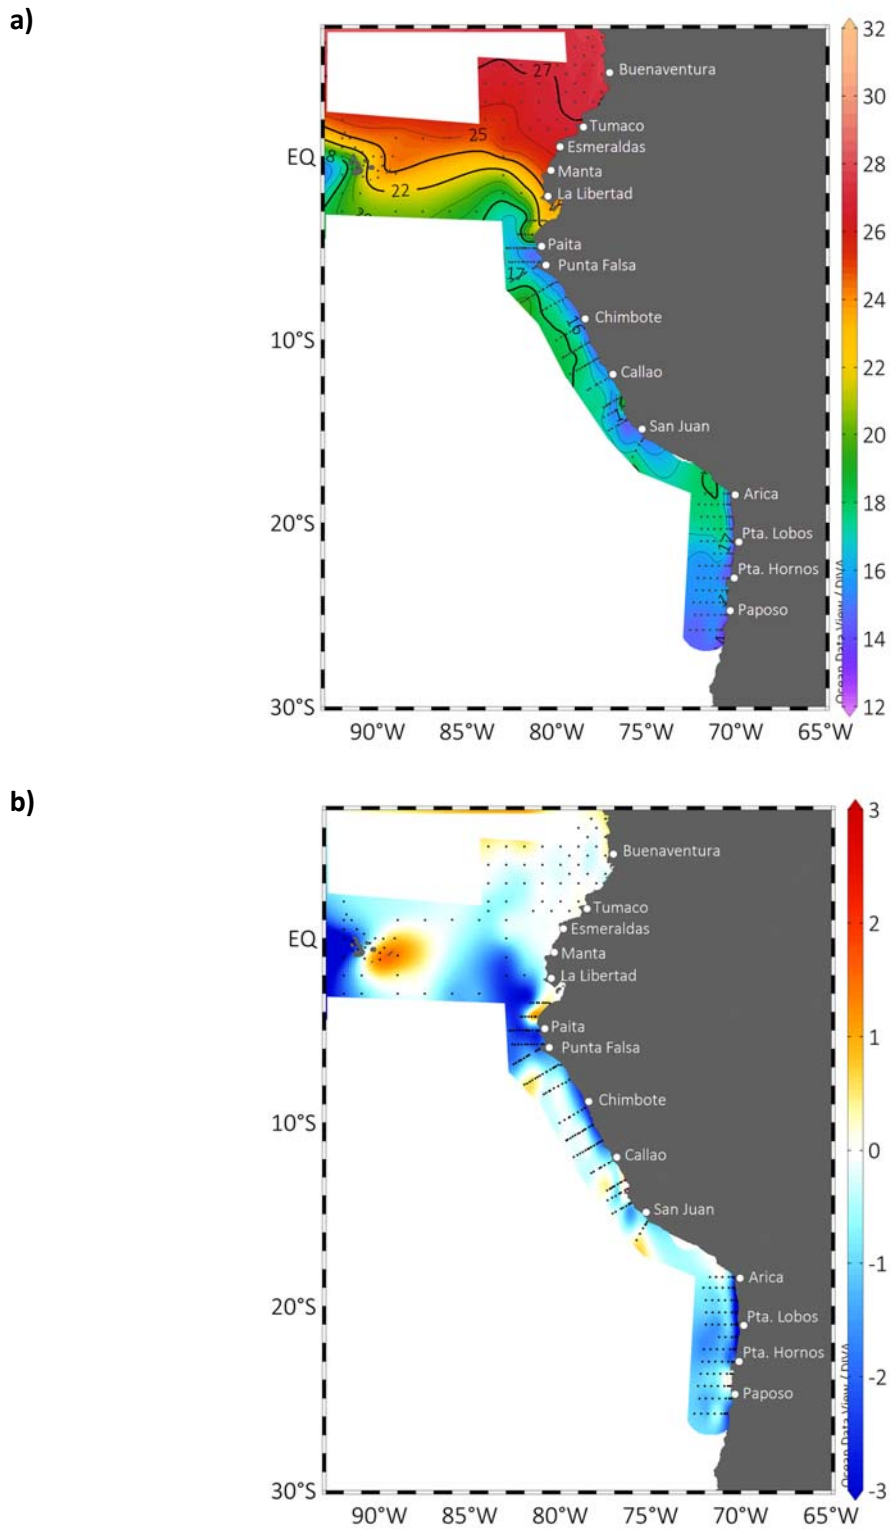 a)
32
30
28
26
24
22
20
18
16
14
12
Buenaventura
Tumaco
Esmeraldas
Manta
La Libertad
Paita
Punta Falsa
Chimbote
Callao
San Juan
Arica
Pta. Lobos
Pta. Hornos
Paposo
27
25
22
17
16
17
EQ
10°S
20°S
30°S
90°W 85°W 80°W 75°W 70°W 65°W
Ocean Data View / DIVA
b)
3
2
1
0
-1
-2
-3
Buenaventura
Tumaco
Esmeraldas
Manta
La Libertad
Paita
Punta Falsa
Chimbote
Callao
San Juan
Arica
Pta. Lobos
Pta. Hornos
Paposo
EQ
10°S
20°S
30°S
90°W 85°W 80°W 75°W 70°W 65°W
Ocean Data View / DIVA